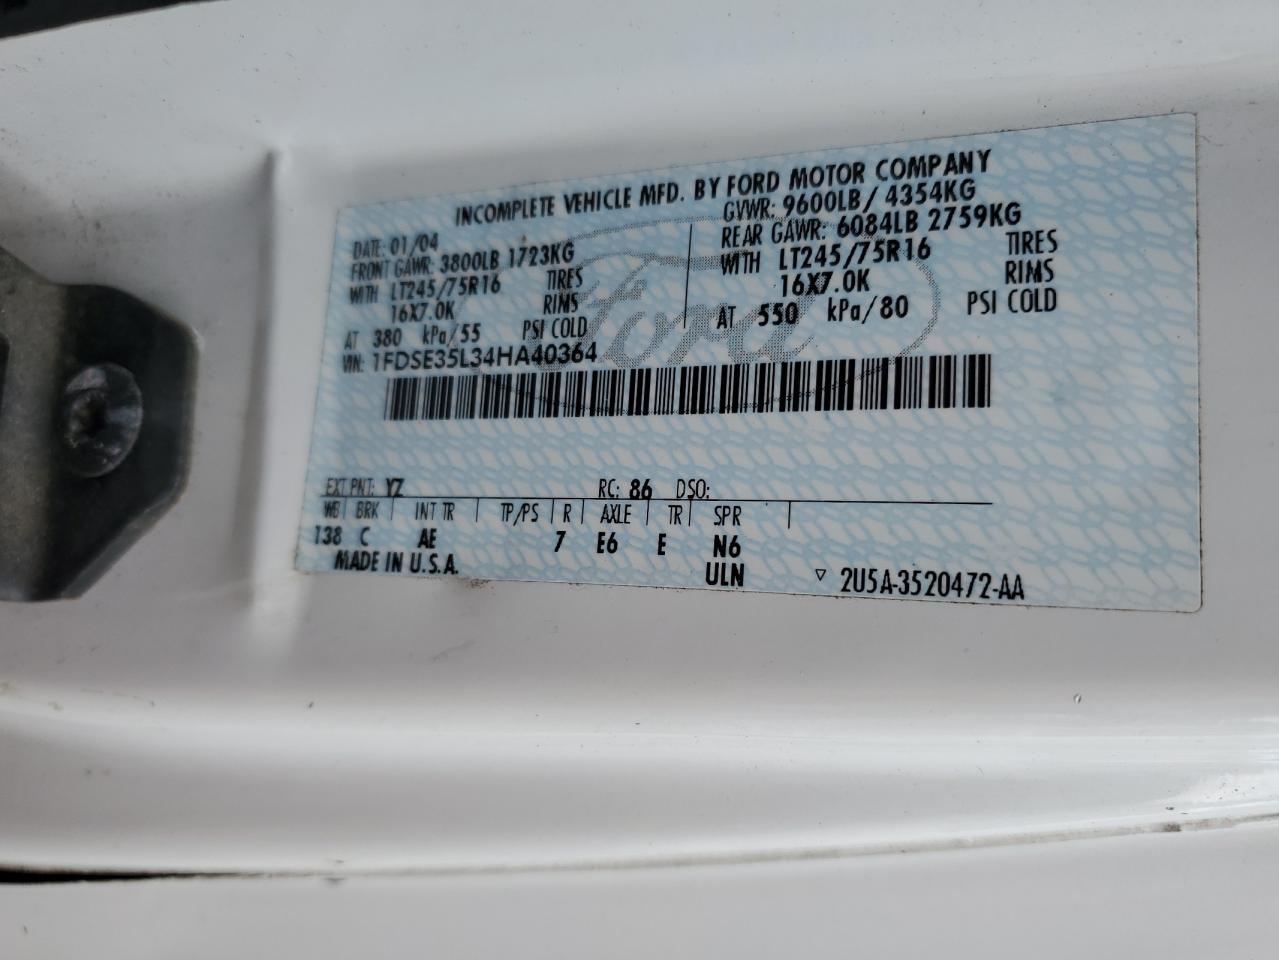 INCOMPLETE VEHICLE MFD. BY FORD MOTOR COMPANY
DATE: 01/04 GVWR: 9600LB/ 4354KG
FRONT GAWR: 3800LB 1723KG REAR GAWR: 6084LB 2759KG
WITH LT245/75R16 TIRES WITH LT245/75R16 TIRES
16X7.0K RIMS 16X7.0K RIMS
AT 380 kPa/55 PSI COLD AT 550 kPa/80 PSI COLD
VIN: 1FDSE35L34HA40364
Ford
EXT PNT: YZ RC: 86 DSO:
WB BRK INT TR TP/PS R AXLE TR SPR
138 C AE 7 E6 E N6
MADE IN U.S.A. ULN ▽ 2U5A-3520472-AA